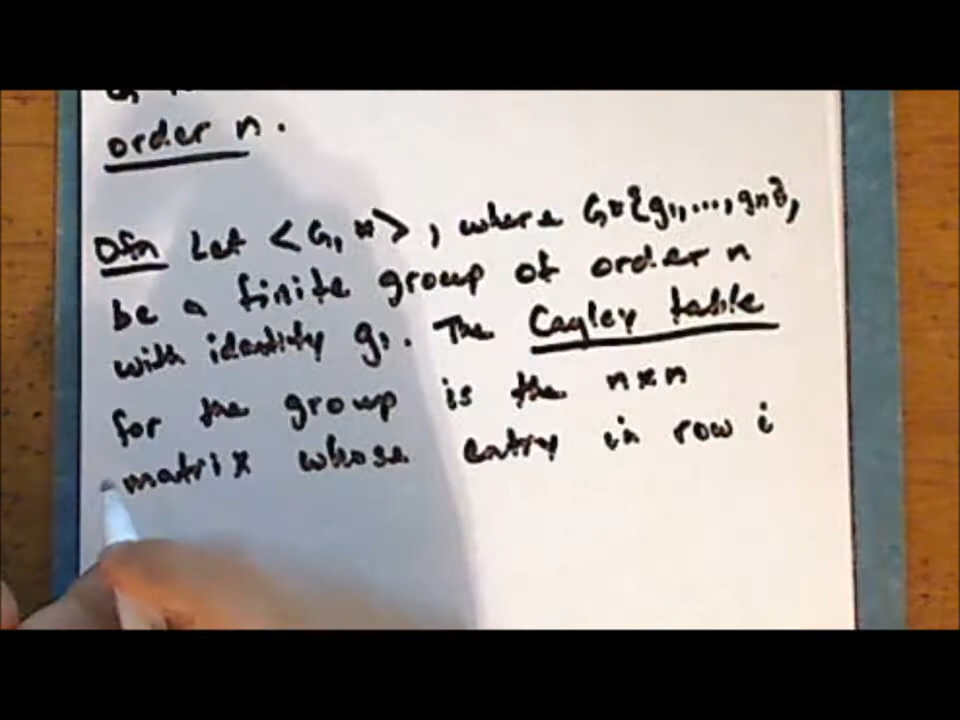 order n.
Dfn Let <G, *>, where G={g1,...,gn},
be a finite group of order n
with identity g1. The Cayley table
for the group is the n×n
matrix whose entry in row i